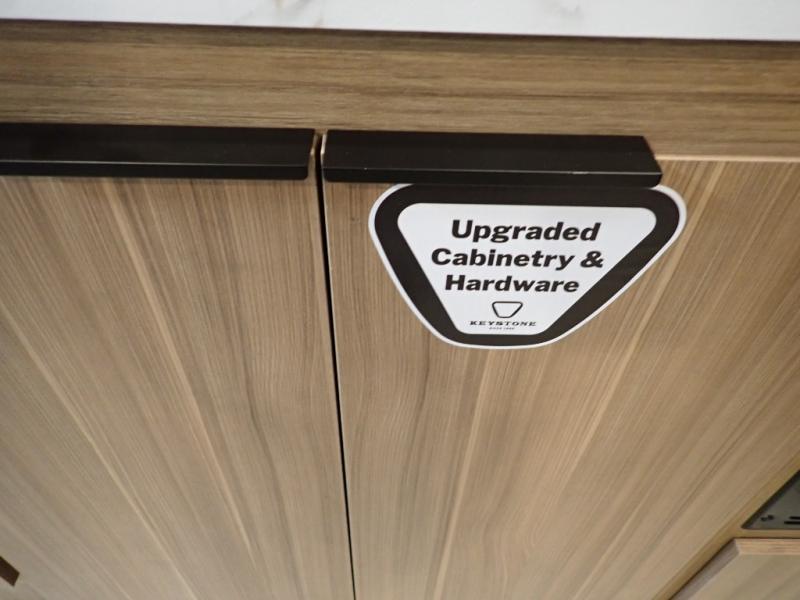 Upgraded
Cabinetry &
Hardware
KEYSTONE